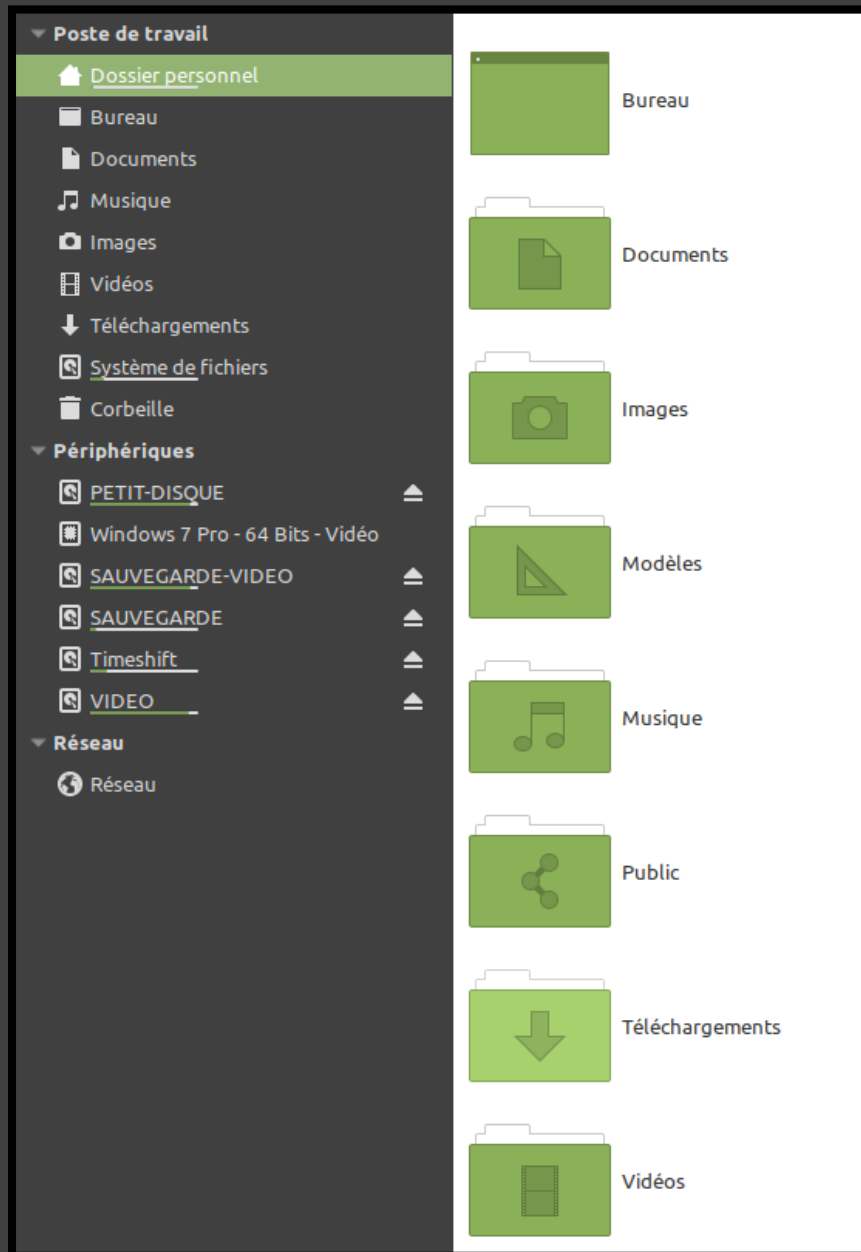 Poste de travail
Dossier personnel
Bureau
Documents
Musique
Images
Vidéos
Téléchargements
Système de fichiers
Corbeille
Périphériques
PETIT-DISQUE
Windows 7 Pro - 64 Bits - Vidéo
SAUVEGARDE-VIDEO
SAUVEGARDE
Timeshift
VIDEO
Réseau
Réseau
Bureau
Documents
Images
Modèles
Musique
Public
Téléchargements
Vidéos